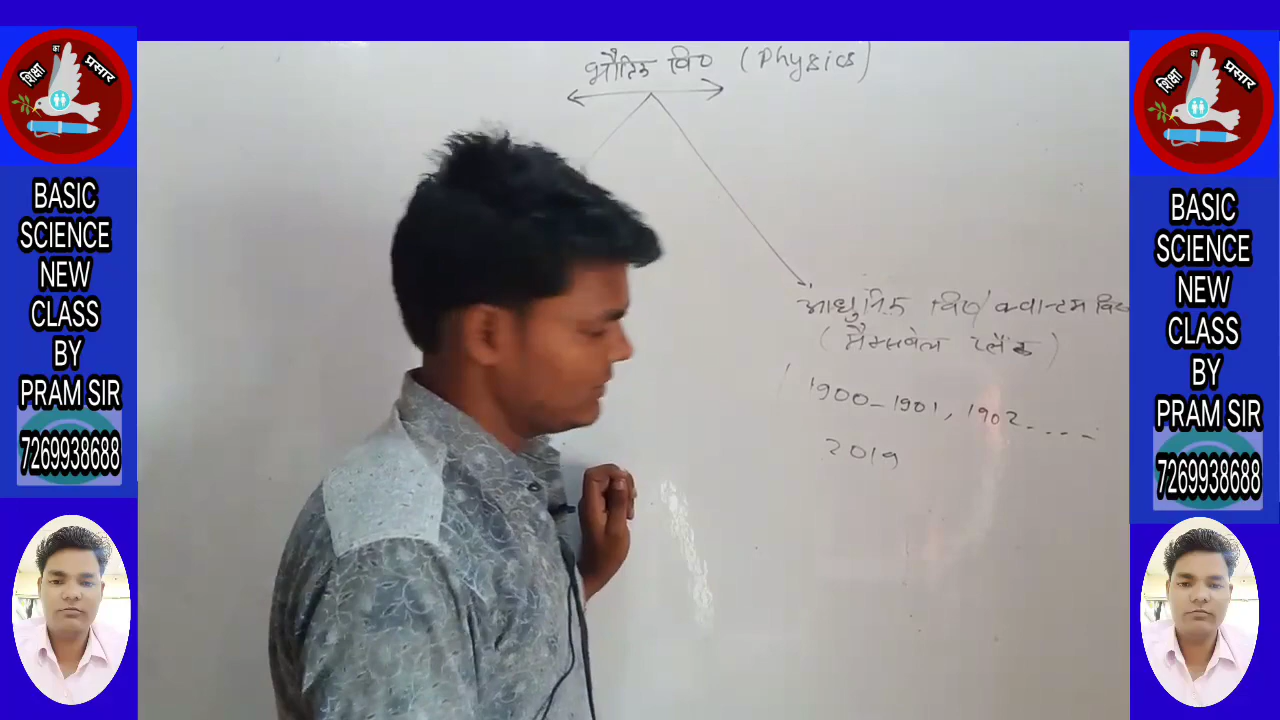 शिक्षा का प्रसार
BASIC
SCIENCE
NEW
CLASS
BY
PRAM SIR
7269938688
भौतिक वि० (Physics)
आधुनिक वि०/ क्वान्टम वि०
(मैक्सवेल प्लैंक)
1900-1901, 1902.....
2019
शिक्षा का प्रसार
BASIC
SCIENCE
NEW
CLASS
BY
PRAM SIR
7269938688